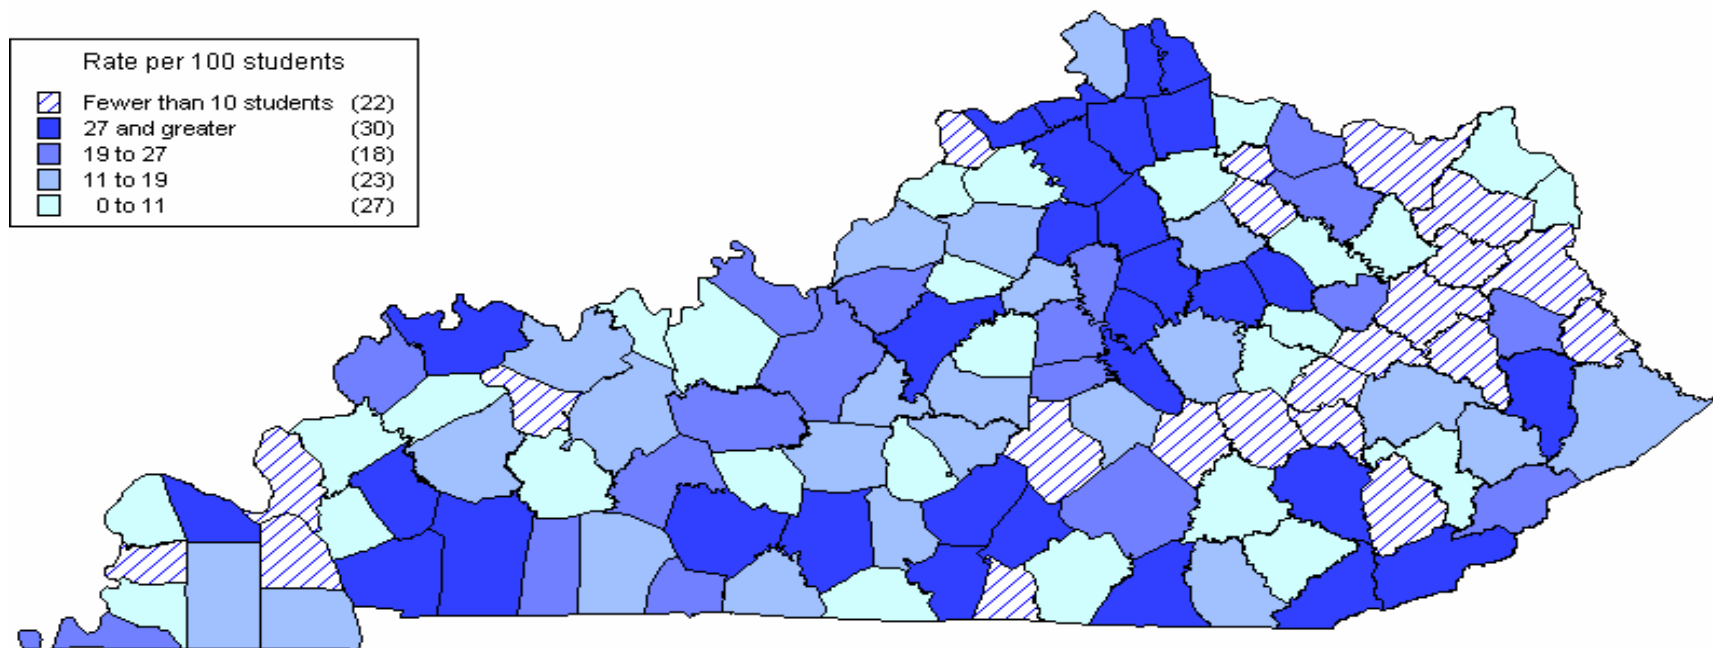 Rate per 100 students
Fewer than 10 students (22)
27 and greater (30)
19 to 27 (18)
11 to 19 (23)
0 to 11 (27)